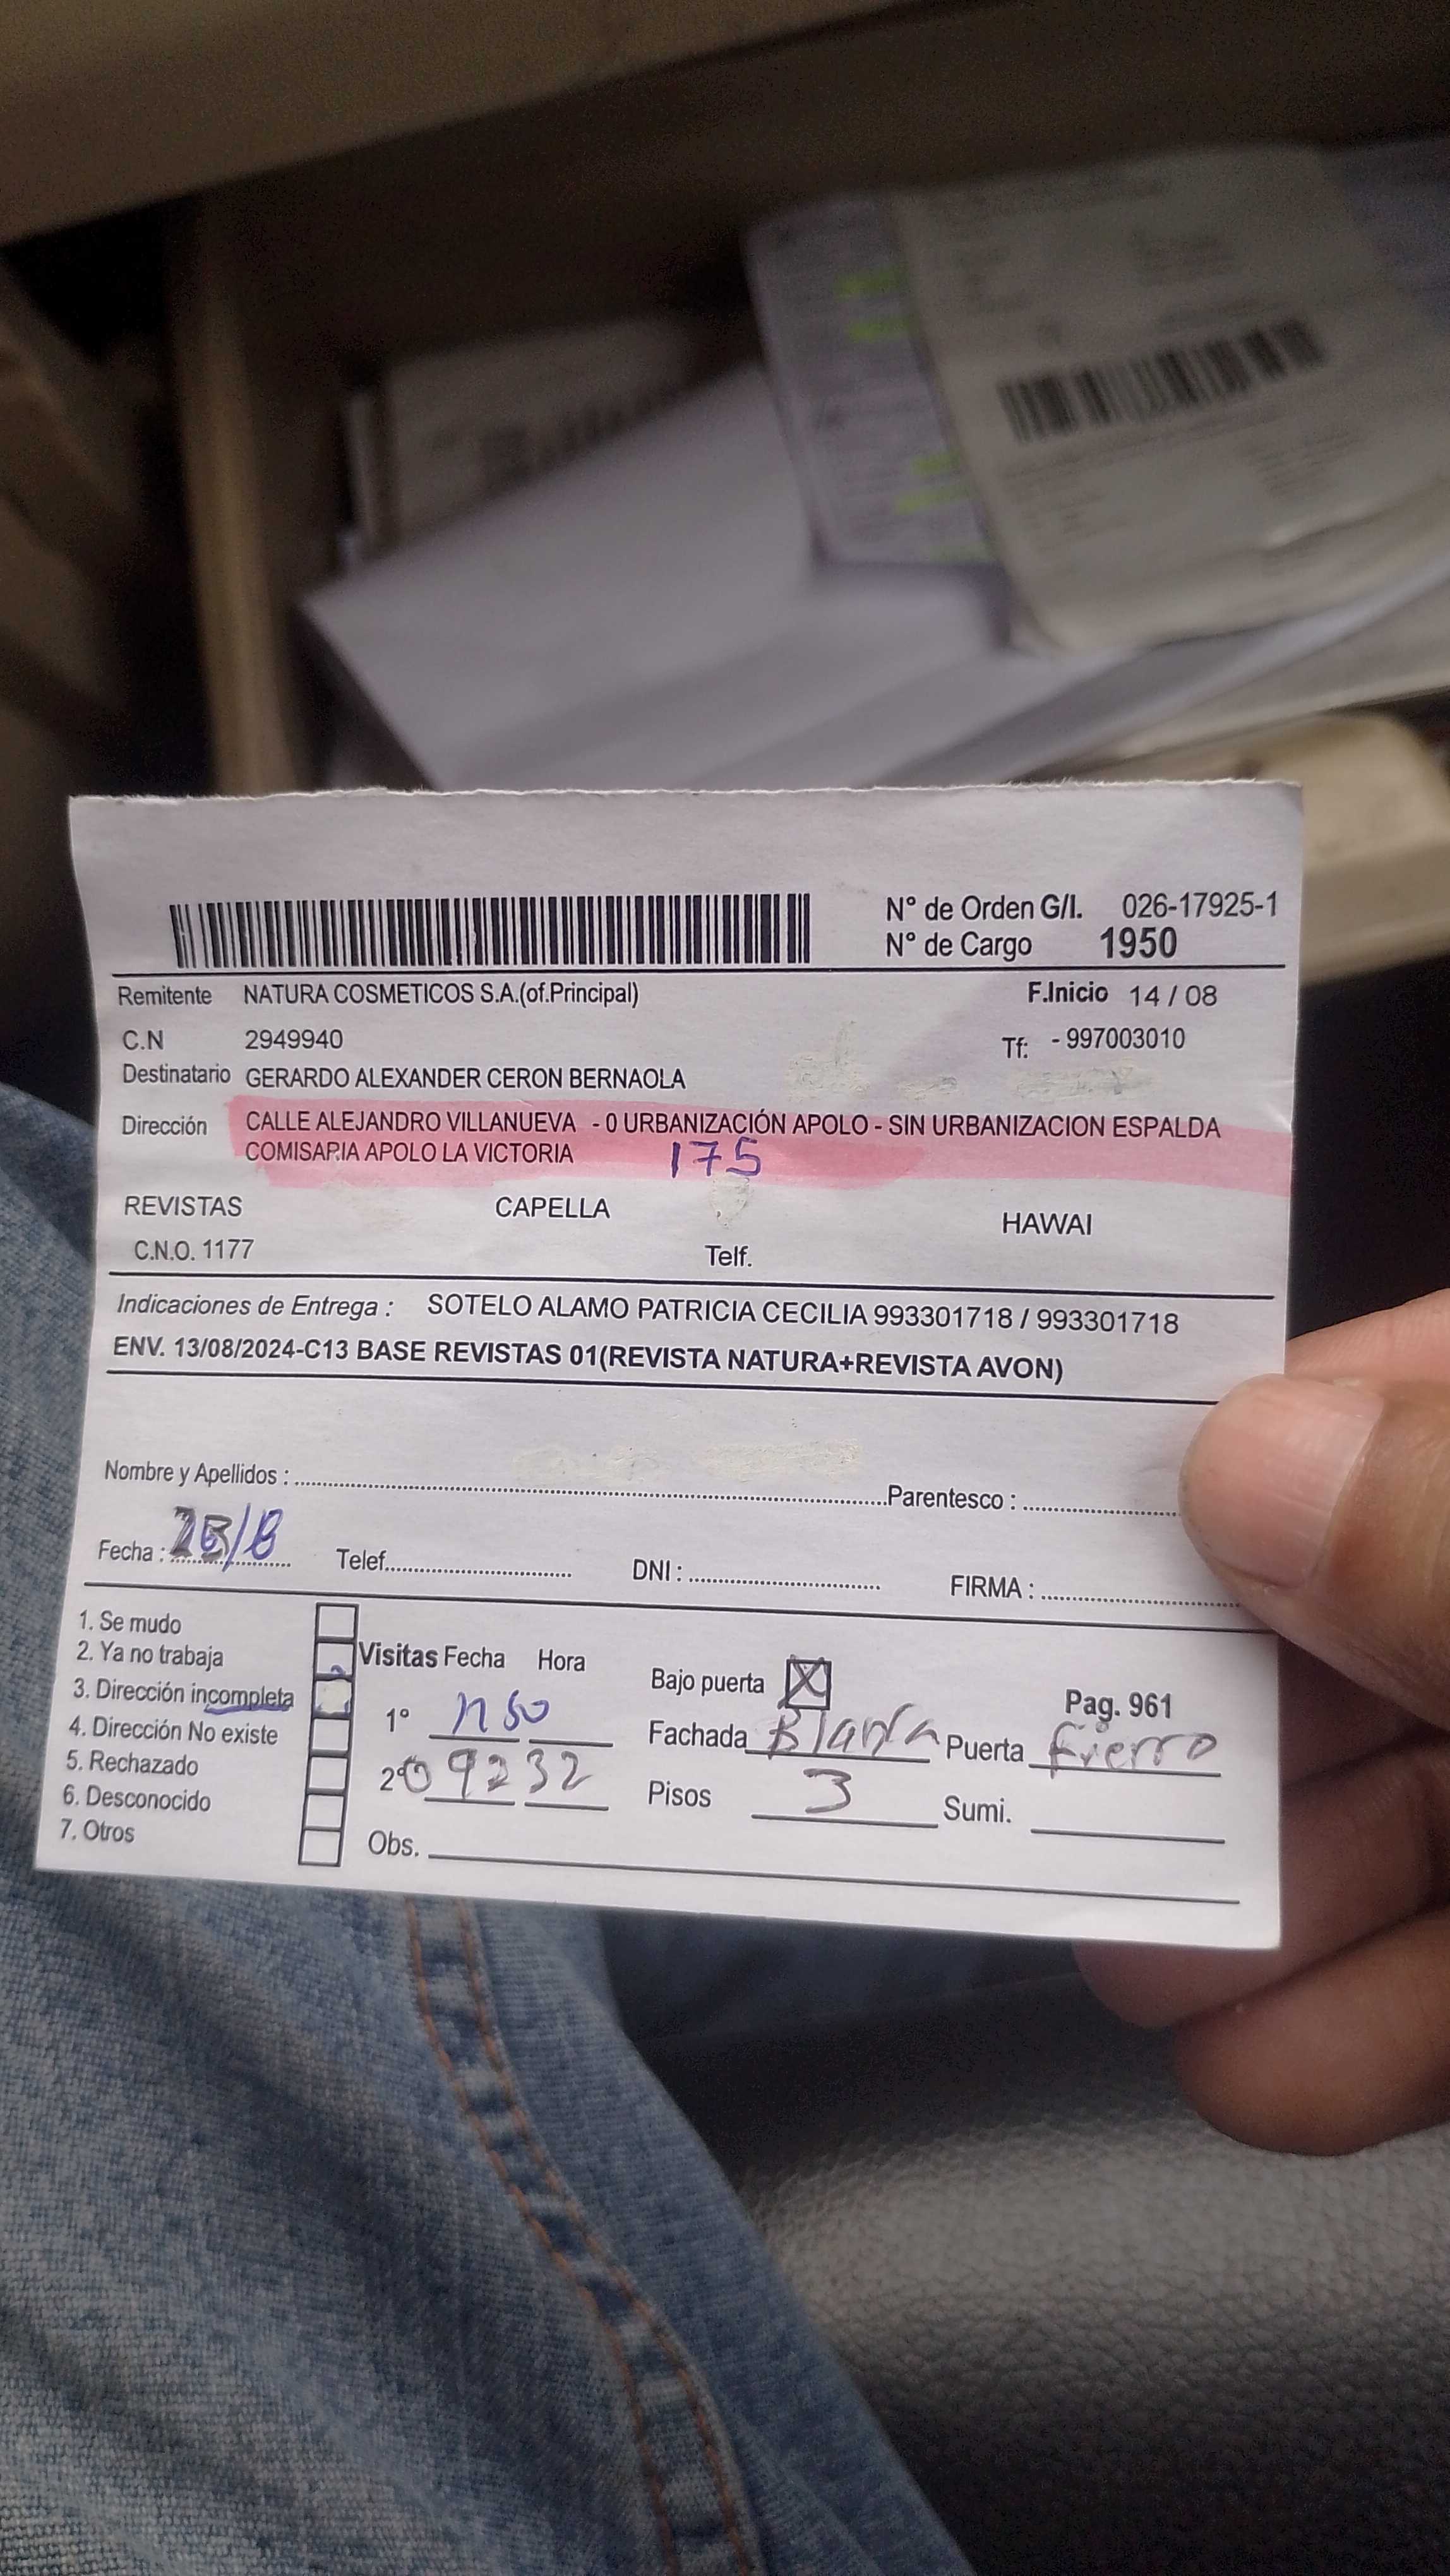 N° de Orden G/I. 026-17925-1
N° de Cargo 1950
Remitente NATURA COSMETICOS S.A.(of.Principal) F.Inicio 14 / 08
C.N 2949940 Tf: - 997003010
Destinatario GERARDO ALEXANDER CERON BERNAOLA
Dirección CALLE ALEJANDRO VILLANUEVA - 0 URBANIZACIÓN APOLO - SIN URBANIZACION ESPALDA
COMISARIA APOLO LA VICTORIA 175
REVISTAS CAPELLA HAWAI
C.N.O. 1177 Telf.
Indicaciones de Entrega : SOTELO ALAMO PATRICIA CECILIA 993301718 / 993301718
ENV. 13/08/2024-C13 BASE REVISTAS 01(REVISTA NATURA+REVISTA AVON)
Nombre y Apellidos : Parentesco :
Fecha : Telef. DNI : FIRMA :
1. Se mudo
2. Ya no trabaja
3. Dirección incompleta
4. Dirección No existe
5. Rechazado
6. Desconocido
7. Otros
Visitas Fecha Hora
1°
2° 09 32
Obs.
Bajo puerta X Pag. 961
Fachada Blanca Puerta fierro
Pisos 3 Sumi.